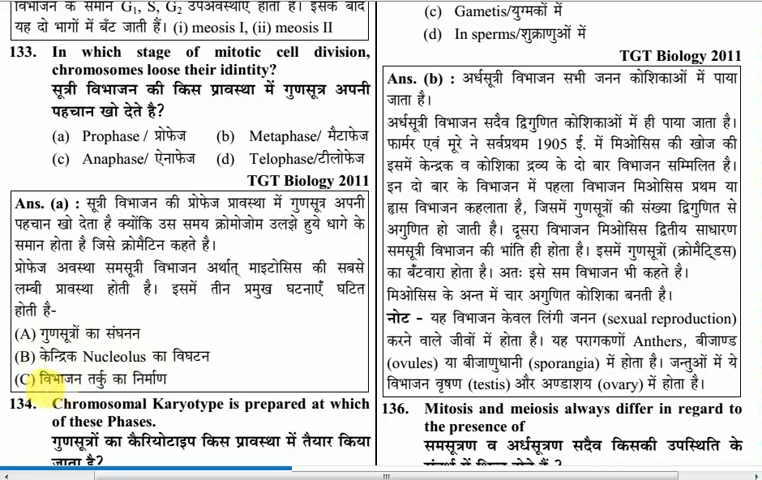 विभाजन के समान G₁, S, G₂ उपअवस्थाएं होती हैं। इसके बाद
यह दो भागों में बँट जाती हैं। (i) meosis I, (ii) meosis II
133. In which stage of mitotic cell division,
chromosomes loose their idintity?
सूत्री विभाजन की किस प्रावस्था में गुणसूत्र अपनी
पहचान खो देते है?
(a) Prophase / प्रोफेज (b) Metaphase/ मैटाफेज
(c) Anaphase/ ऐनाफेज (d) Telophase/टीलोफेज
TGT Biology 2011
Ans. (a) : सूत्री विभाजन की प्रोफेज प्रावस्था में गुणसूत्र अपनी
पहचान खो देता है क्योंकि उस समय क्रोमोजोम उलझे हुये धागे के
समान होता है जिसे क्रोमैटिन कहते है।
प्रोफेज अवस्था समसूत्री विभाजन अर्थात् माइटोसिस की सबसे
लम्बी प्रावस्था होती है। इसमें तीन प्रमुख घटनाएँ घटित
होती है-
(A) गुणसूत्रों का संघनन
(B) केन्द्रिक Nucleolus का विघटन
(C) विभाजन तर्कु का निर्माण
134. Chromosomal Karyotype is prepared at which
of these Phases.
गुणसूत्रों का कैरियोटाइप किस प्रावस्था में तैयार किया
जाता है?
(c) Gametis/युग्मकों में
(d) In sperms/शुक्राणुओं में
TGT Biology 2011
Ans. (b) : अर्धसूत्री विभाजन सभी जनन कोशिकाओं में पाया
जाता है।
अर्धसूत्री विभाजन सदैव द्विगुणित कोशिकाओं में ही पाया जाता है।
फार्मर एवं मूरे ने सर्वप्रथम 1905 ई. में मिओसिस की खोज की
इसमें केन्द्रक व कोशिका द्रव्य के दो बार विभाजन सम्मिलित है।
इन दो बार के विभाजन में पहला विभाजन मिओसिस प्रथम या
ह्रास विभाजन कहलाता है, जिसमें गुणसूत्रों की संख्या द्विगुणित से
अगुणित हो जाती है। दूसरा विभाजन मिओसिस द्वितीय साधारण
समसूत्री विभाजन की भांति ही होता है। इसमें गुणसूत्रों (क्रोमैटिड्स)
का बँटवारा होता है। अतः इसे सम विभाजन भी कहते है।
मिओसिस के अन्त में चार अगुणित कोशिका बनती है।
नोट - यह विभाजन केवल लिंगी जनन (sexual reproduction)
करने वाले जीवों में होता है। यह परागकणों Anthers, बीजाण्ड
(ovules) या बीजाणुधानी (sporangia) में होता है। जन्तुओं में ये
विभाजन वृषण (testis) और अण्डाशय (ovary) में होता है।
136. Mitosis and meiosis always differ in regard to
the presence of
समसूत्रण व अर्धसूत्रण सदैव किसकी उपस्थिति के